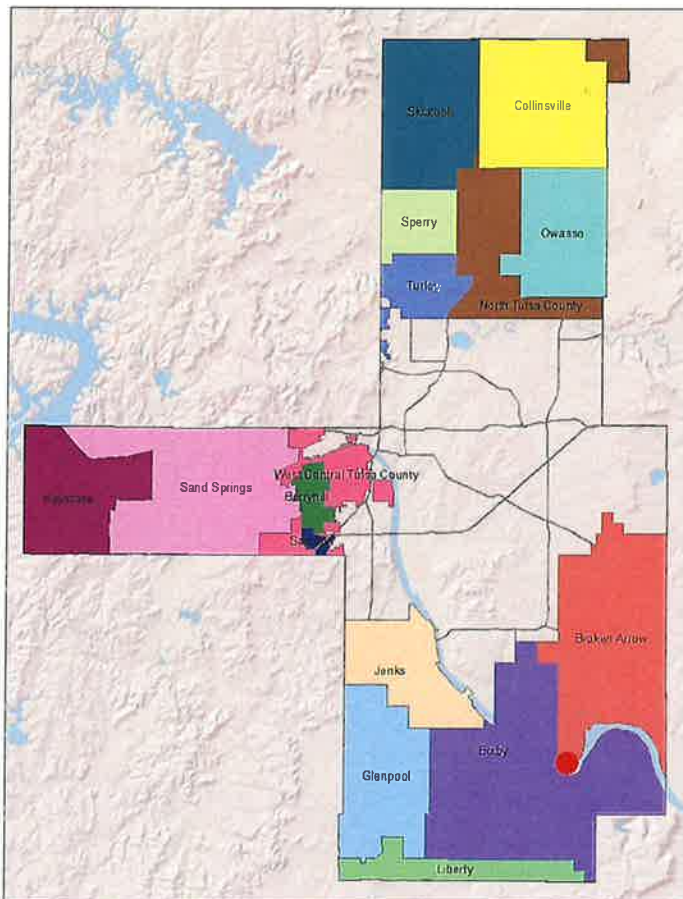 Skiatook
Collinsville
Sperry
Owasso
Turley
North Tulsa County
West Central Tulsa County
Sand Springs
Berryhill
Keystone
Broken Arrow
Jenks
Bixby
Glenpool
Liberty